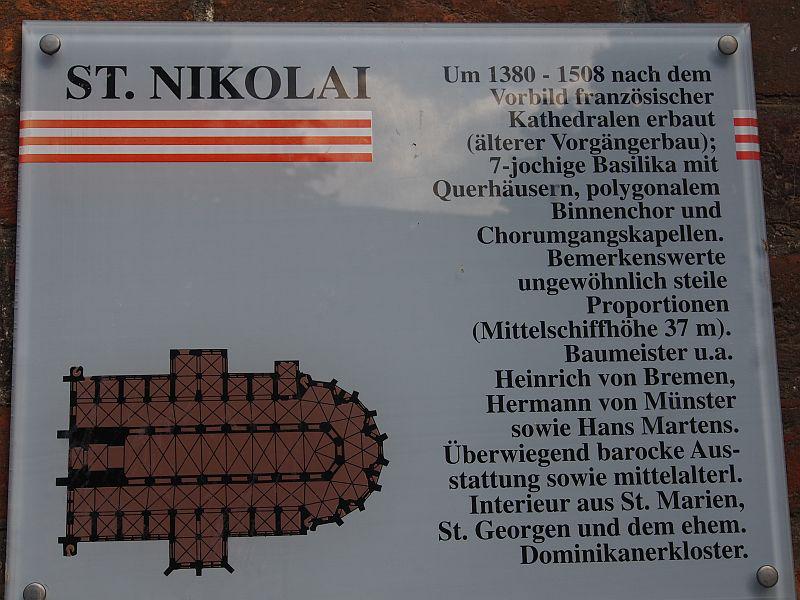 ST. NIKOLAI
Um 1380 - 1508 nach dem
Vorbild französischer
Kathedralen erbaut
(älterer Vorgängerbau);
7-jochige Basilika mit
Querhäusern, polygonalem
Binnenchor und
Chorumgangskapellen.
Bemerkenswerte
ungewöhnlich steile
Proportionen
(Mittelschiffhöhe 37 m).
Baumeister u.a.
Heinrich von Bremen,
Hermann von Münster
sowie Hans Martens.
Überwiegend barocke Aus-
stattung sowie mittelalterl.
Interieur aus St. Marien,
St. Georgen und dem ehem.
Dominikanerkloster.